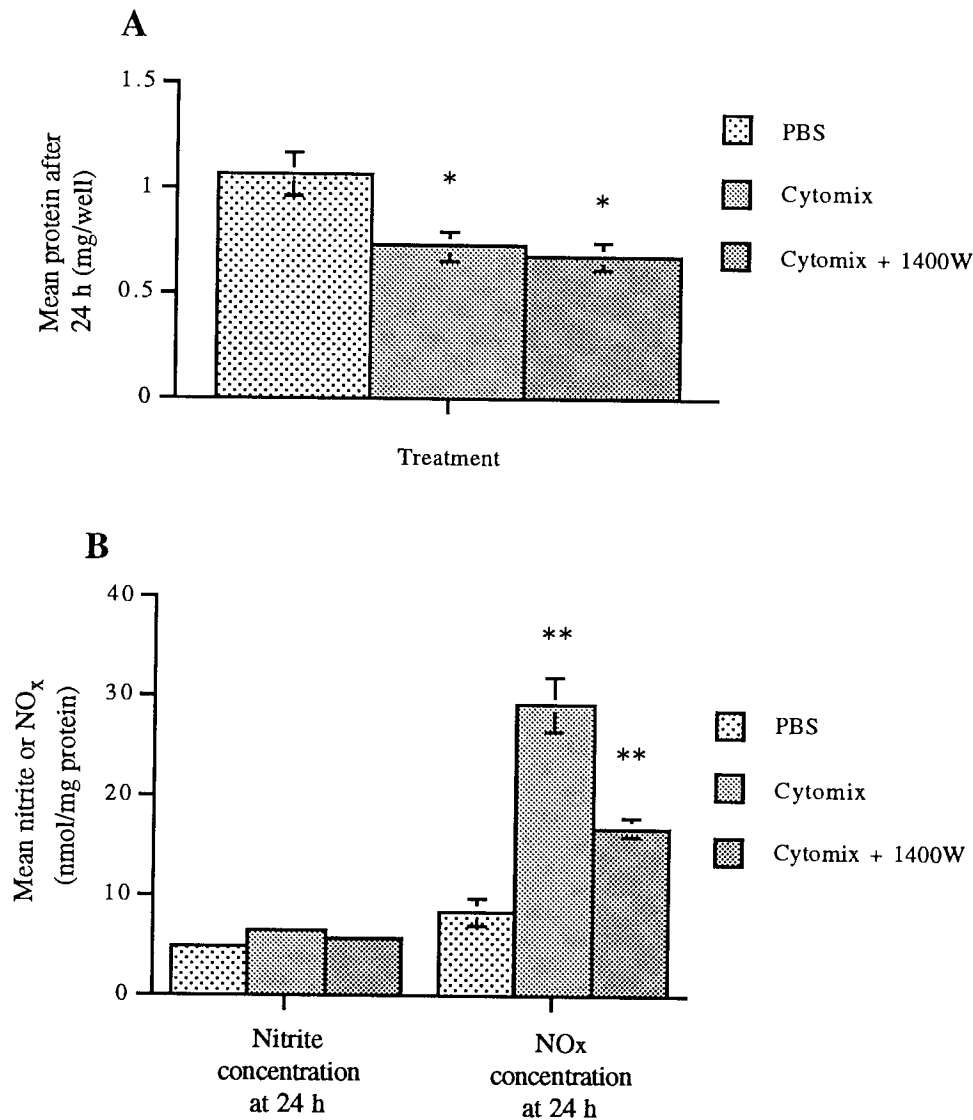 A
1.5
1
0.5
0
Mean protein after
24 h (mg/well)
*
*
Treatment
PBS
Cytomix
Cytomix + 1400W
B
40
30
20
10
0
Mean nitrite or NOx
(nmol/mg protein)
**
**
Nitrite
concentration
at 24 h
NOx
concentration
at 24 h
PBS
Cytomix
Cytomix + 1400W